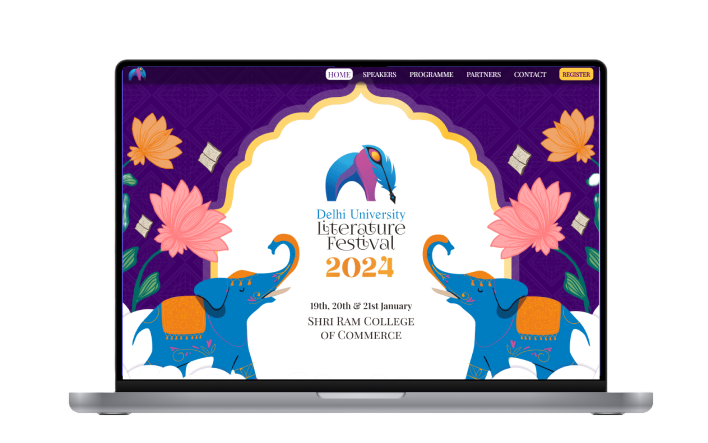 HOME SPEAKERS PROGRAMME PARTNERS CONTACT REGISTER
Delhi University
Literature
Festival
2024
19th, 20th & 21st January
Shri Ram College
of Commerce